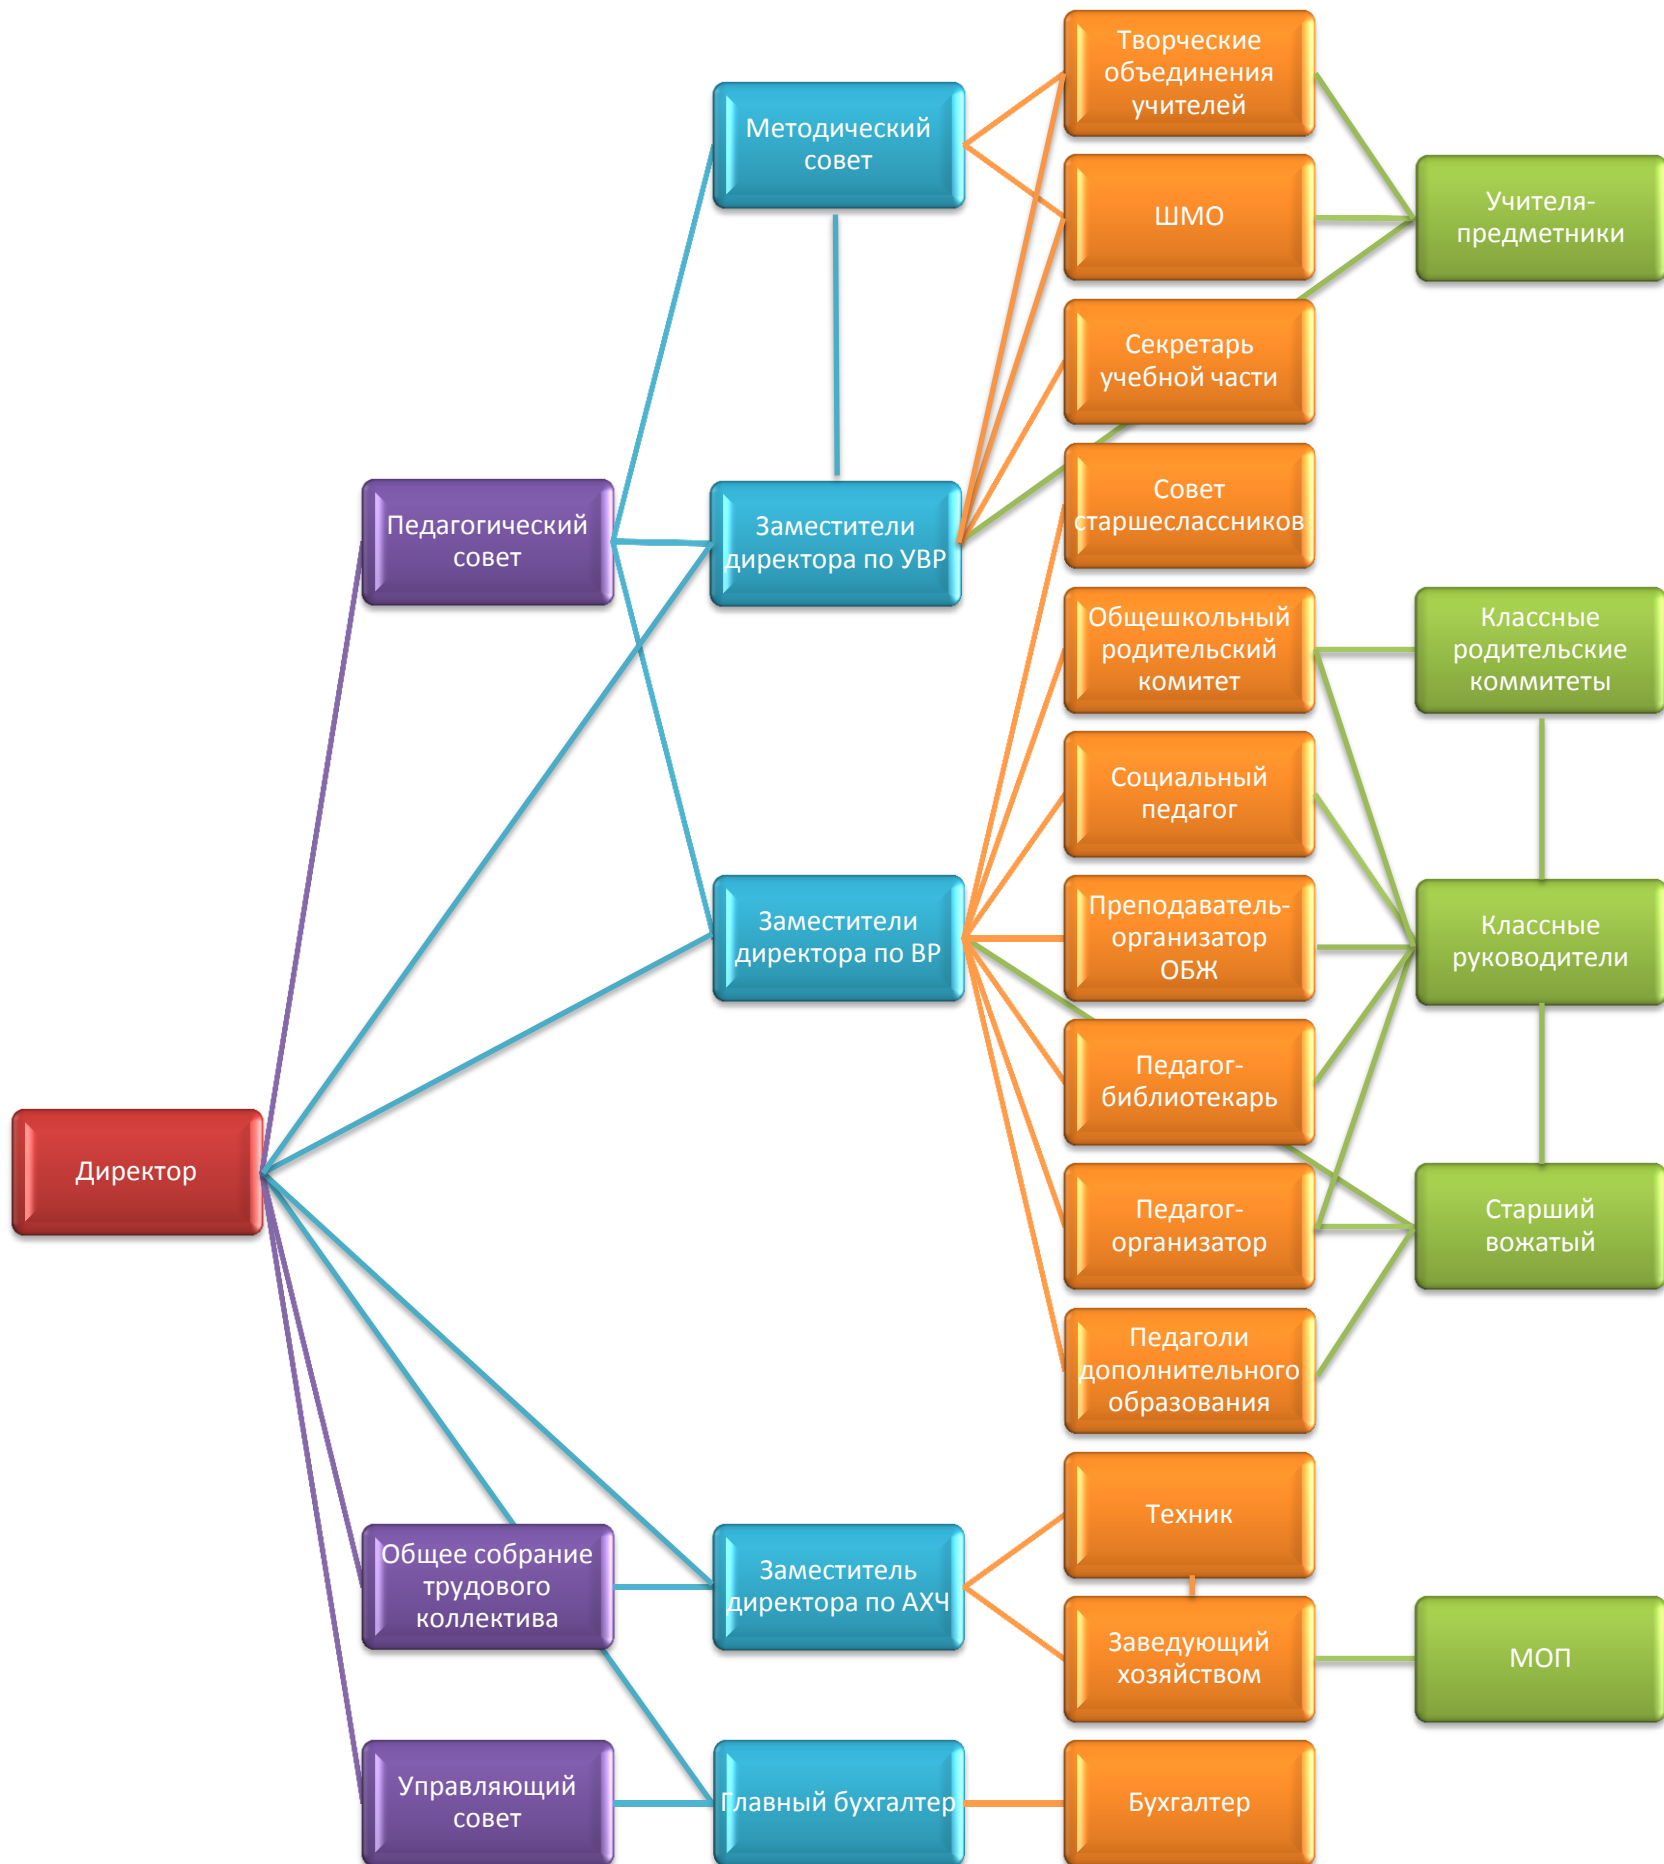 Творческие
объединения
учителей
Методический
совет
ШМО
Учителя-
предметники
Секретарь
учебной части
Педагогический
совет
Заместители
директора по УВР
Совет
старшеслассников
Общешкольный
родительский
комитет
Классные
родительские
коммитеты
Социальный
педагог
Заместители
директора по ВР
Преподаватель-
организатор
ОБЖ
Классные
руководители
Педагог-
библиотекарь
Директор
Педагог-
организатор
Старший
вожатый
Педаголи
дополнительного
образования
Техник
Общее собрание
трудового
коллектива
Заместитель
директора по АХЧ
Заведующий
хозяйством
МОП
Управляющий
совет
Главный бухгалтер
Бухгалтер